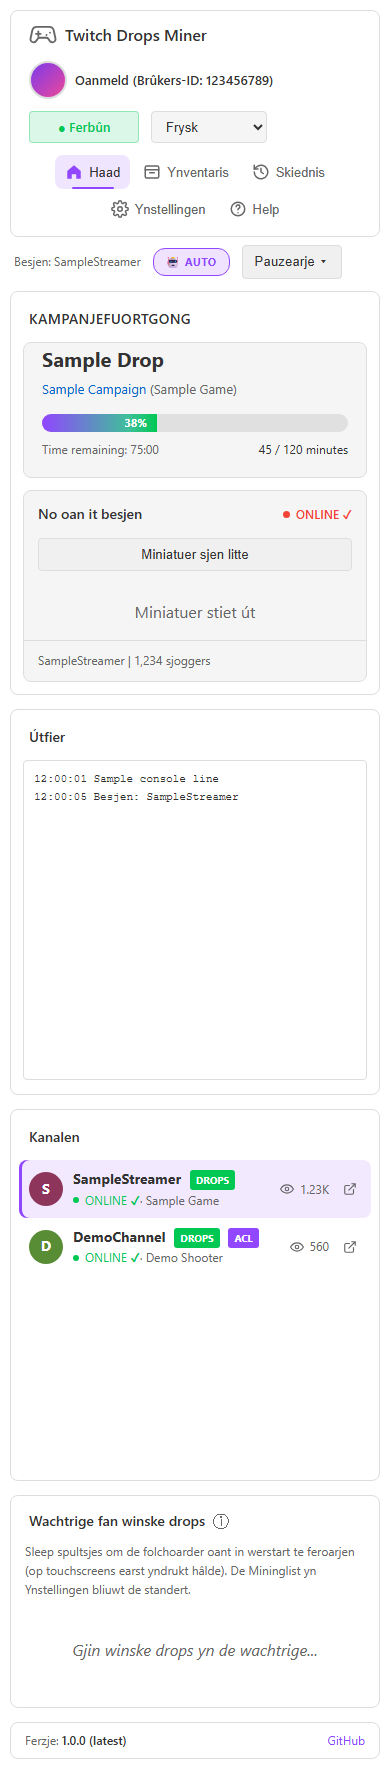 Twitch Drops Miner
Oanmeld (Brûkers-ID: 123456789)
● Ferbûn
Frysk
Haad
Ynventaris
Skiednis
Ynstellingen
Help
Besjen: SampleStreamer
AUTO
Pauzearje
KAMPANJEFUORTGONG
Sample Drop
Sample Campaign (Sample Game)
38%
Time remaining: 75:00
45 / 120 minutes
No oan it besjen
● ONLINE ✓
Miniatuer sjen litte
Miniatuer stiet út
SampleStreamer | 1,234 sjoggers
Útfier
12:00:01 Sample console line
12:00:05 Besjen: SampleStreamer
Kanalen
S
SampleStreamer DROPS
● ONLINE ✓ · Sample Game
1.23K
D
DemoChannel DROPS ACL
● ONLINE ✓ · Demo Shooter
560
Wachtrige fan winske drops ⓘ
Sleep spultsjes om de folchoarder oant in werstart te feroarjen
(op touchscreens earst yndrukt hâlde). De Mininglist yn
Ynstellingen bliuwt de standert.
Gjin winske drops yn de wachtrige...
Ferzje: 1.0.0 (latest)
GitHub